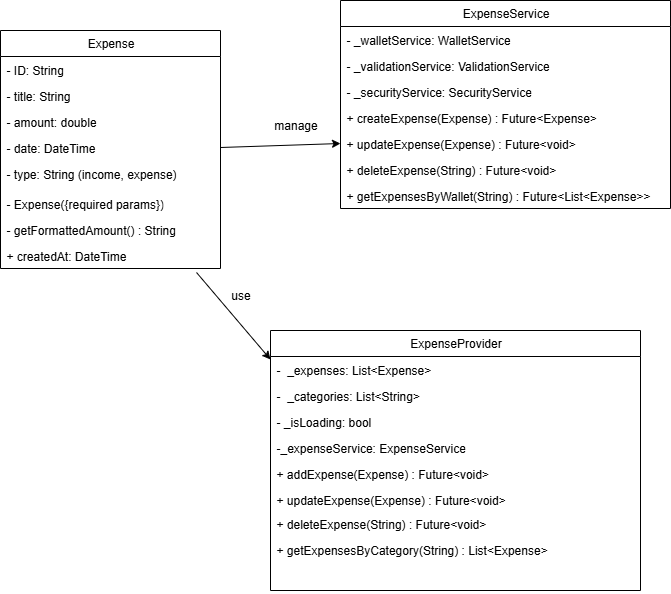 Expense
- ID: String
- title: String
- amount: double
- date: DateTime
- type: String (income, expense)
- Expense({required params})
- getFormattedAmount() : String
+ createdAt: DateTime
manage
ExpenseService
- _walletService: WalletService
- _validationService: ValidationService
- _securityService: SecurityService
+ createExpense(Expense) : Future<Expense>
+ updateExpense(Expense) : Future<void>
+ deleteExpense(String) : Future<void>
+ getExpensesByWallet(String) : Future<List<Expense>>
use
ExpenseProvider
- _expenses: List<Expense>
- _categories: List<String>
- _isLoading: bool
-_expenseService: ExpenseService
+ addExpense(Expense) : Future<void>
+ updateExpense(Expense) : Future<void>
+ deleteExpense(String) : Future<void>
+ getExpensesByCategory(String) : List<Expense>